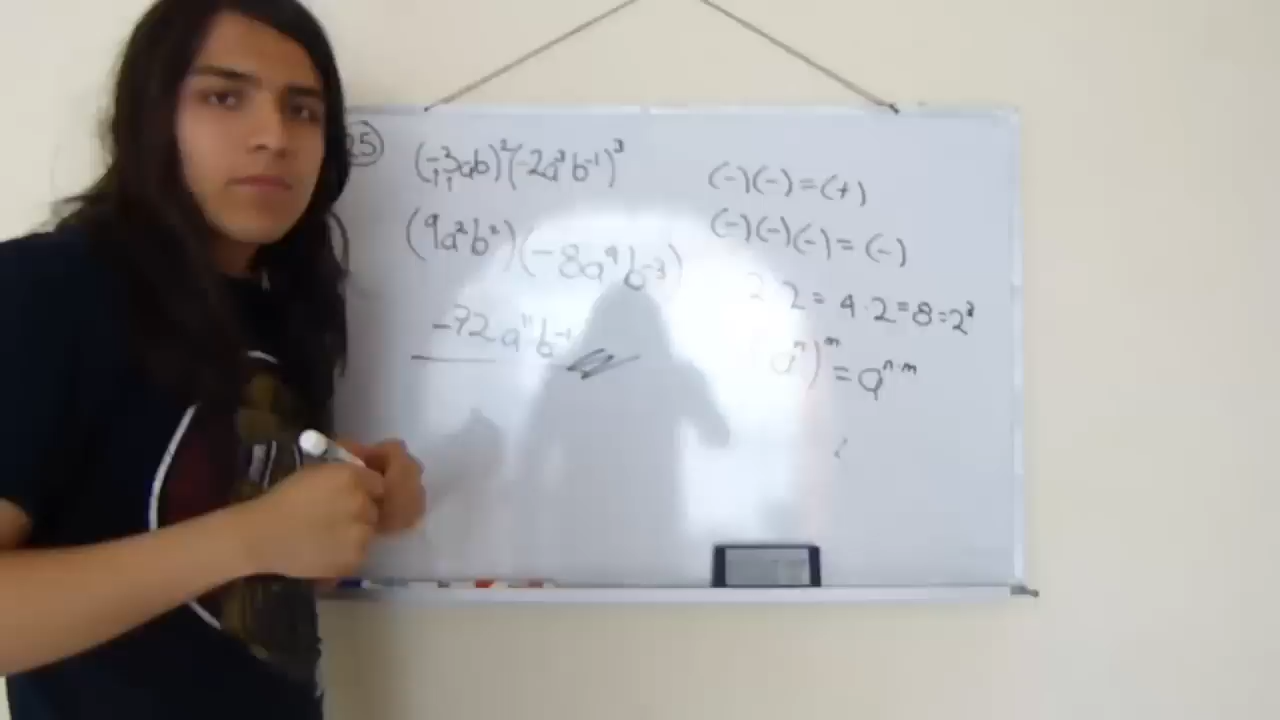 25
(-3ab)²(-2a³b⁻¹)³
(9a²b²)(-8a⁹b⁻³)
-72a¹¹b⁻¹
(-)(-)=(+)
(-)(-)(-)=(-)
2 · 2 = 4 · 2 = 8 = 2³
(aⁿ)ᵐ = aⁿ·ᵐ